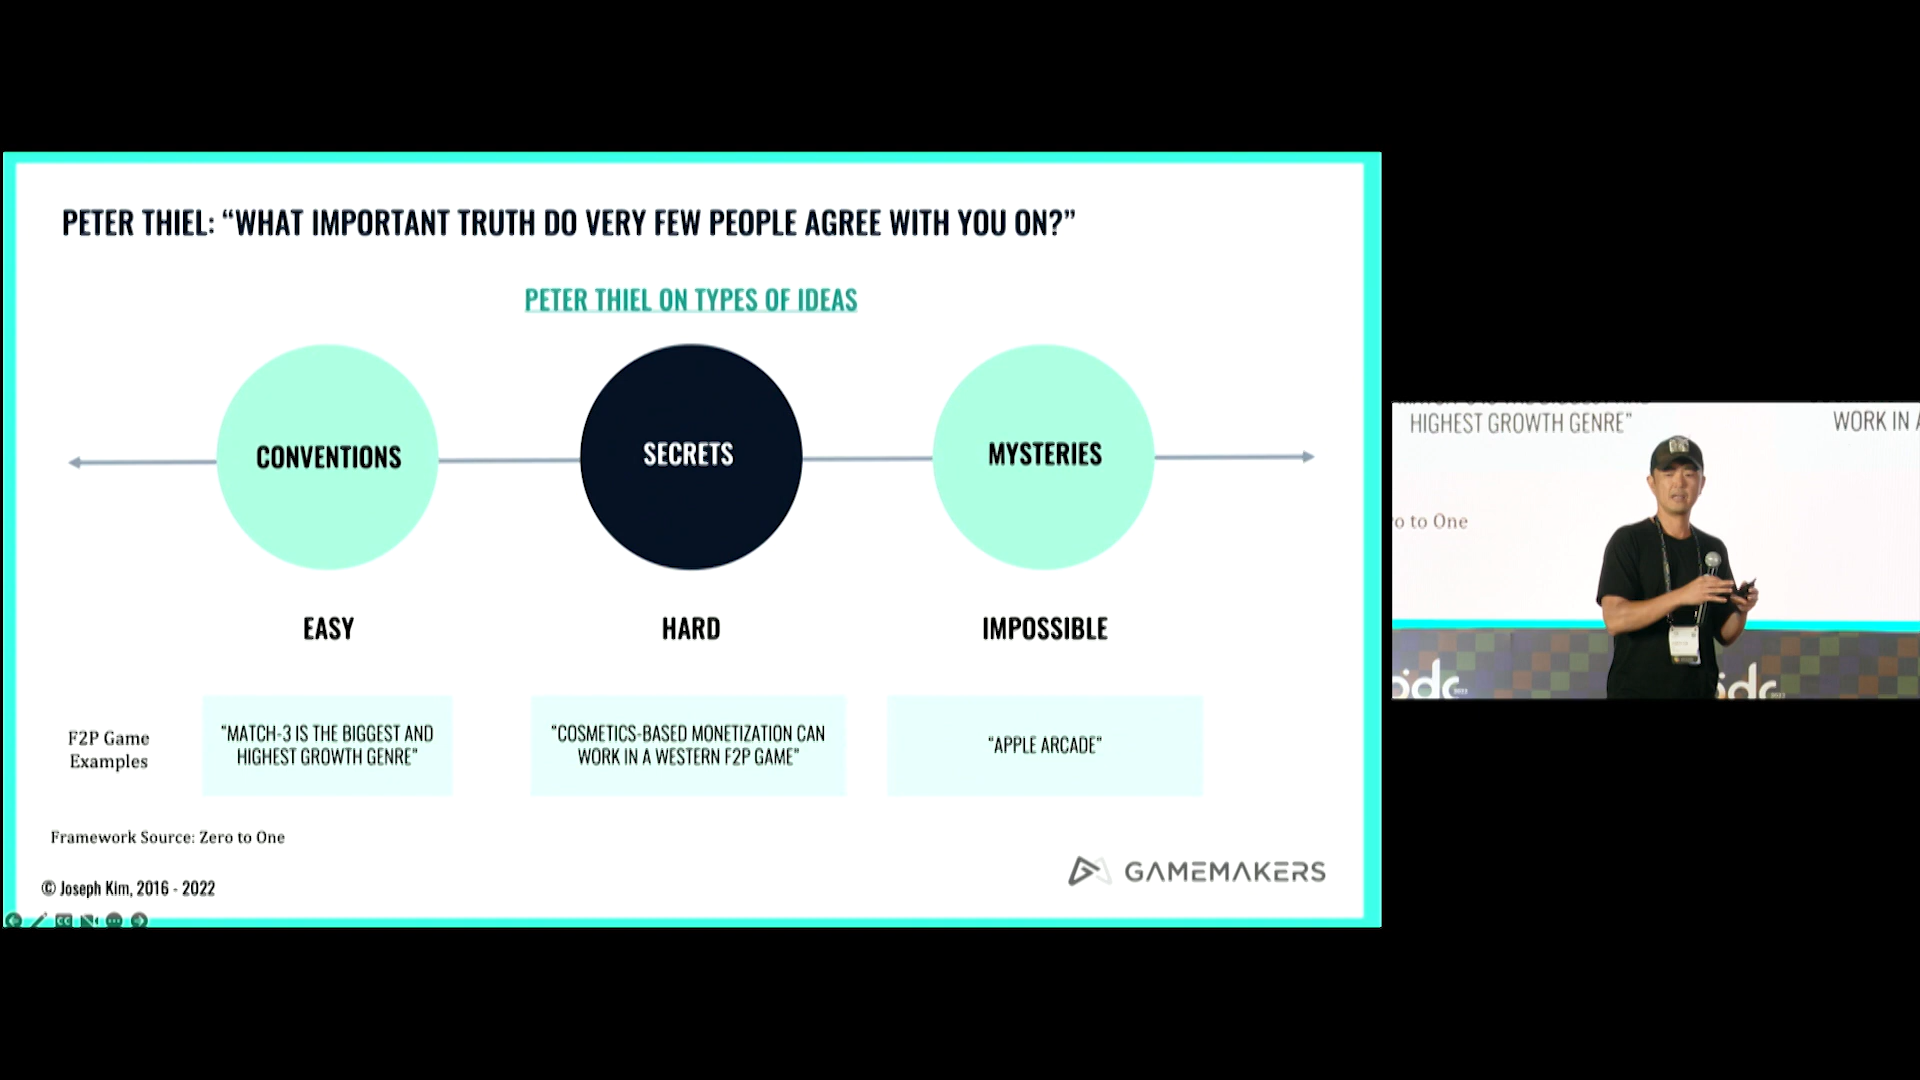 PETER THIEL: “WHAT IMPORTANT TRUTH DO VERY FEW PEOPLE AGREE WITH YOU ON?”
PETER THIEL ON TYPES OF IDEAS
CONVENTIONS
SECRETS
MYSTERIES
EASY
HARD
IMPOSSIBLE
F2P Game
Examples
“MATCH-3 IS THE BIGGEST AND
HIGHEST GROWTH GENRE”
“COSMETICS-BASED MONETIZATION CAN
WORK IN A WESTERN F2P GAME”
“APPLE ARCADE”
Framework Source: Zero to One
© Joseph Kim, 2016 - 2022
GAMEMAKERS
CC
HIGHEST GROWTH GENRE”
WORK IN A
o to One